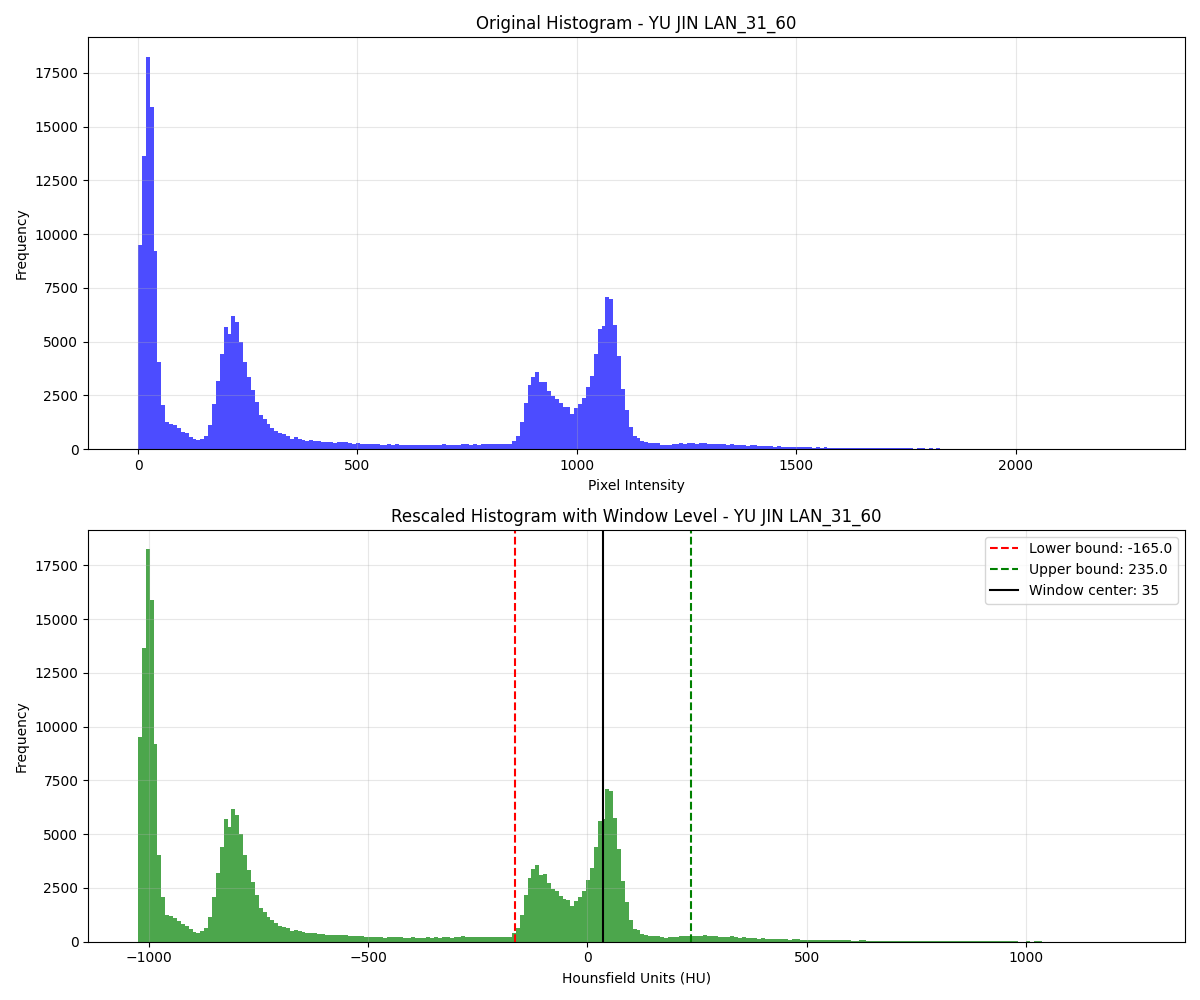 Original Histogram - YU JIN LAN_31_60
17500
15000
12500
10000
7500
5000
2500
0
Frequency
0 500 1000 1500 2000
Pixel Intensity
Rescaled Histogram with Window Level - YU JIN LAN_31_60
Lower bound: -165.0
Upper bound: 235.0
Window center: 35
17500
15000
12500
10000
7500
5000
2500
0
Frequency
−1000 −500 0 500 1000
Hounsfield Units (HU)